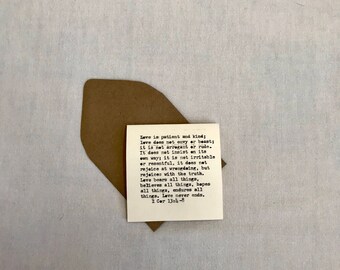 Love is patient and kind;
love does not envy or boast;
it is not arrogant or rude.
It does not insist on its
own way; it is not irritable
or resentful, it does not
rejoice at wrongdoing, but
rejoices with the truth.
Love bears all things,
believes all things, hopes
all things, endures all
things. Love never ends.
1 Cor 13:4-8